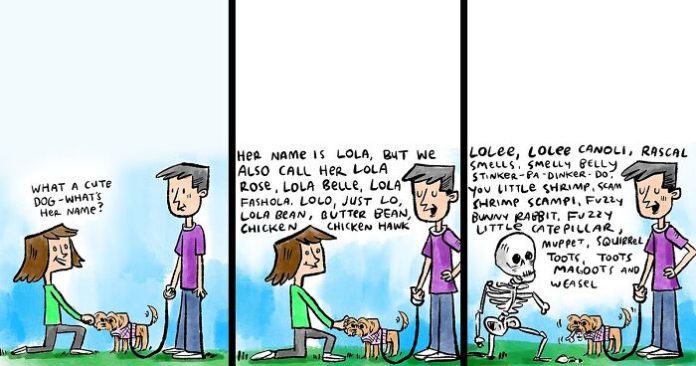 WHAT A CUTE
DOG-WHAT'S
HER NAME?
HER NAME IS LOLA, BUT WE
ALSO CALL HER LOLA
ROSE, LOLA BELLE, LOLA
FASHOLA. LOLO, JUST LO,
LOLA BEAN, BUTTER BEAN,
CHICKEN CHICKEN HAWK
LOLEE, LOLEE CANOLI, RASCAL
SMELLS, SMELLY BELLY
STINKER-PA-DINKER-DO.
YOU LITTLE SHRIMP, SCAM
SHRIMP SCAMPI, FUZZY
BUNNY RABBIT, FUZZY
LITTLE CATEPILLAR,
MUPPET, SQUIRREL
TOOTS, TOOTS
MAGOOTS AND
WEASEL